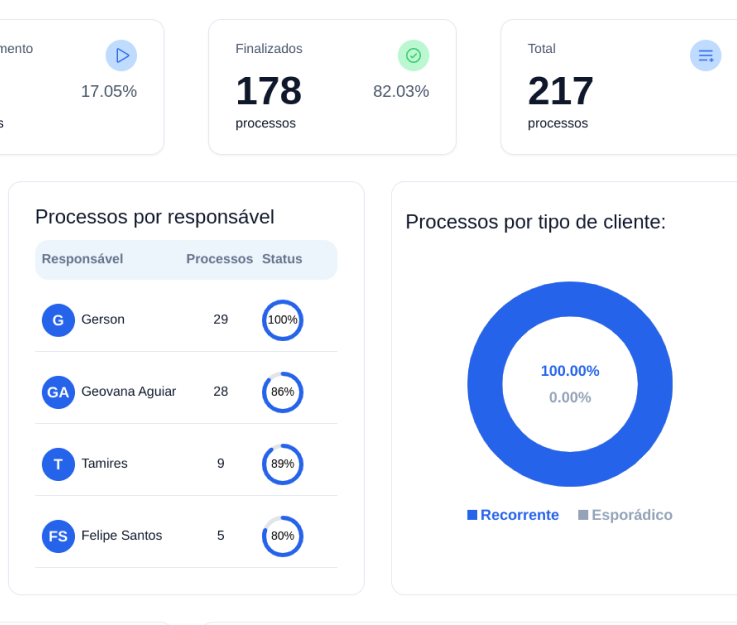 mento
17.05%
s
Finalizados
178
82.03%
processos
Total
217
processos
Processos por responsável
Responsável Processos Status
G Gerson 29 100%
GA Geovana Aguiar 28 86%
T Tamires 9 89%
FS Felipe Santos 5 80%
Processos por tipo de cliente:
100.00%
0.00%
Recorrente Esporádico